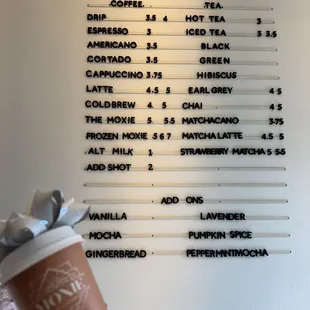 COFFEE.
DRIP 3.5 4
ESPRESSO 3
AMERICANO 3.5
CORTADO 3.5
CAPPUCCINO 3.75
LATTE 4.5 5
COLDBREW 4. 5
THE MOXIE 5. 5.5
FROZEN MOXIE 5 6 7
ALT MILK 1
ADD SHOT 2
TEA.
HOT TEA 3
ICED TEA 3 3.5
BLACK
GREEN
HIBISCUS
EARL GREY 4 5
CHAI 4 5
MATCHACANO 3.75
MATCHA LATTE 4.5 5
STRAWBERRY MATCHA 5 5.5
ADD ONS
VANILLA LAVENDER
MOCHA PUMPKIN SPICE
GINGERBREAD PEPPERMINTMOCHA
MOXIE